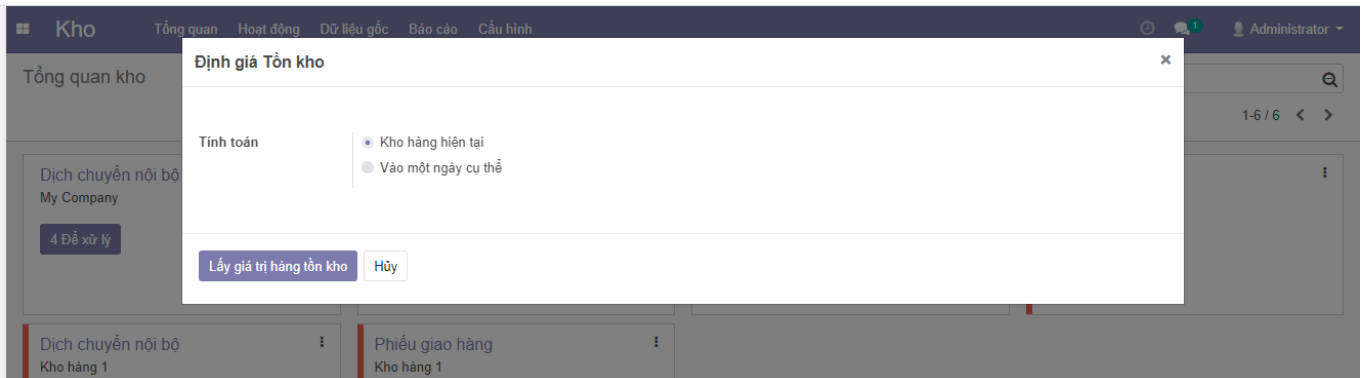 Kho Tổng quan Hoạt động Dữ liệu gốc Báo cáo Cấu hình 1 Administrator
Định giá Tồn kho ×
Tổng quan kho
1-6 / 6
Tính toán
Kho hàng hiện tại
Vào một ngày cụ thể
Dịch chuyển nội bộ
My Company
4 Để xử lý
Lấy giá trị hàng tồn kho Hủy
Dịch chuyển nội bộ Phiếu giao hàng
Kho hàng 1 Kho hàng 1